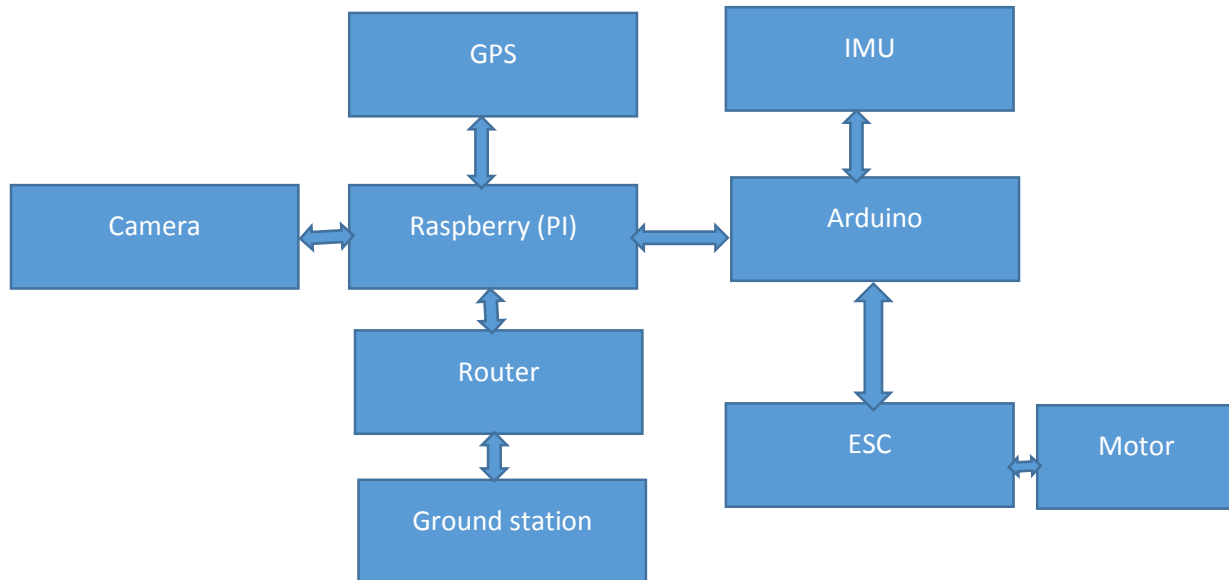 GPS
IMU
Camera
Raspberry (PI)
Arduino
Router
ESC
Motor
Ground station